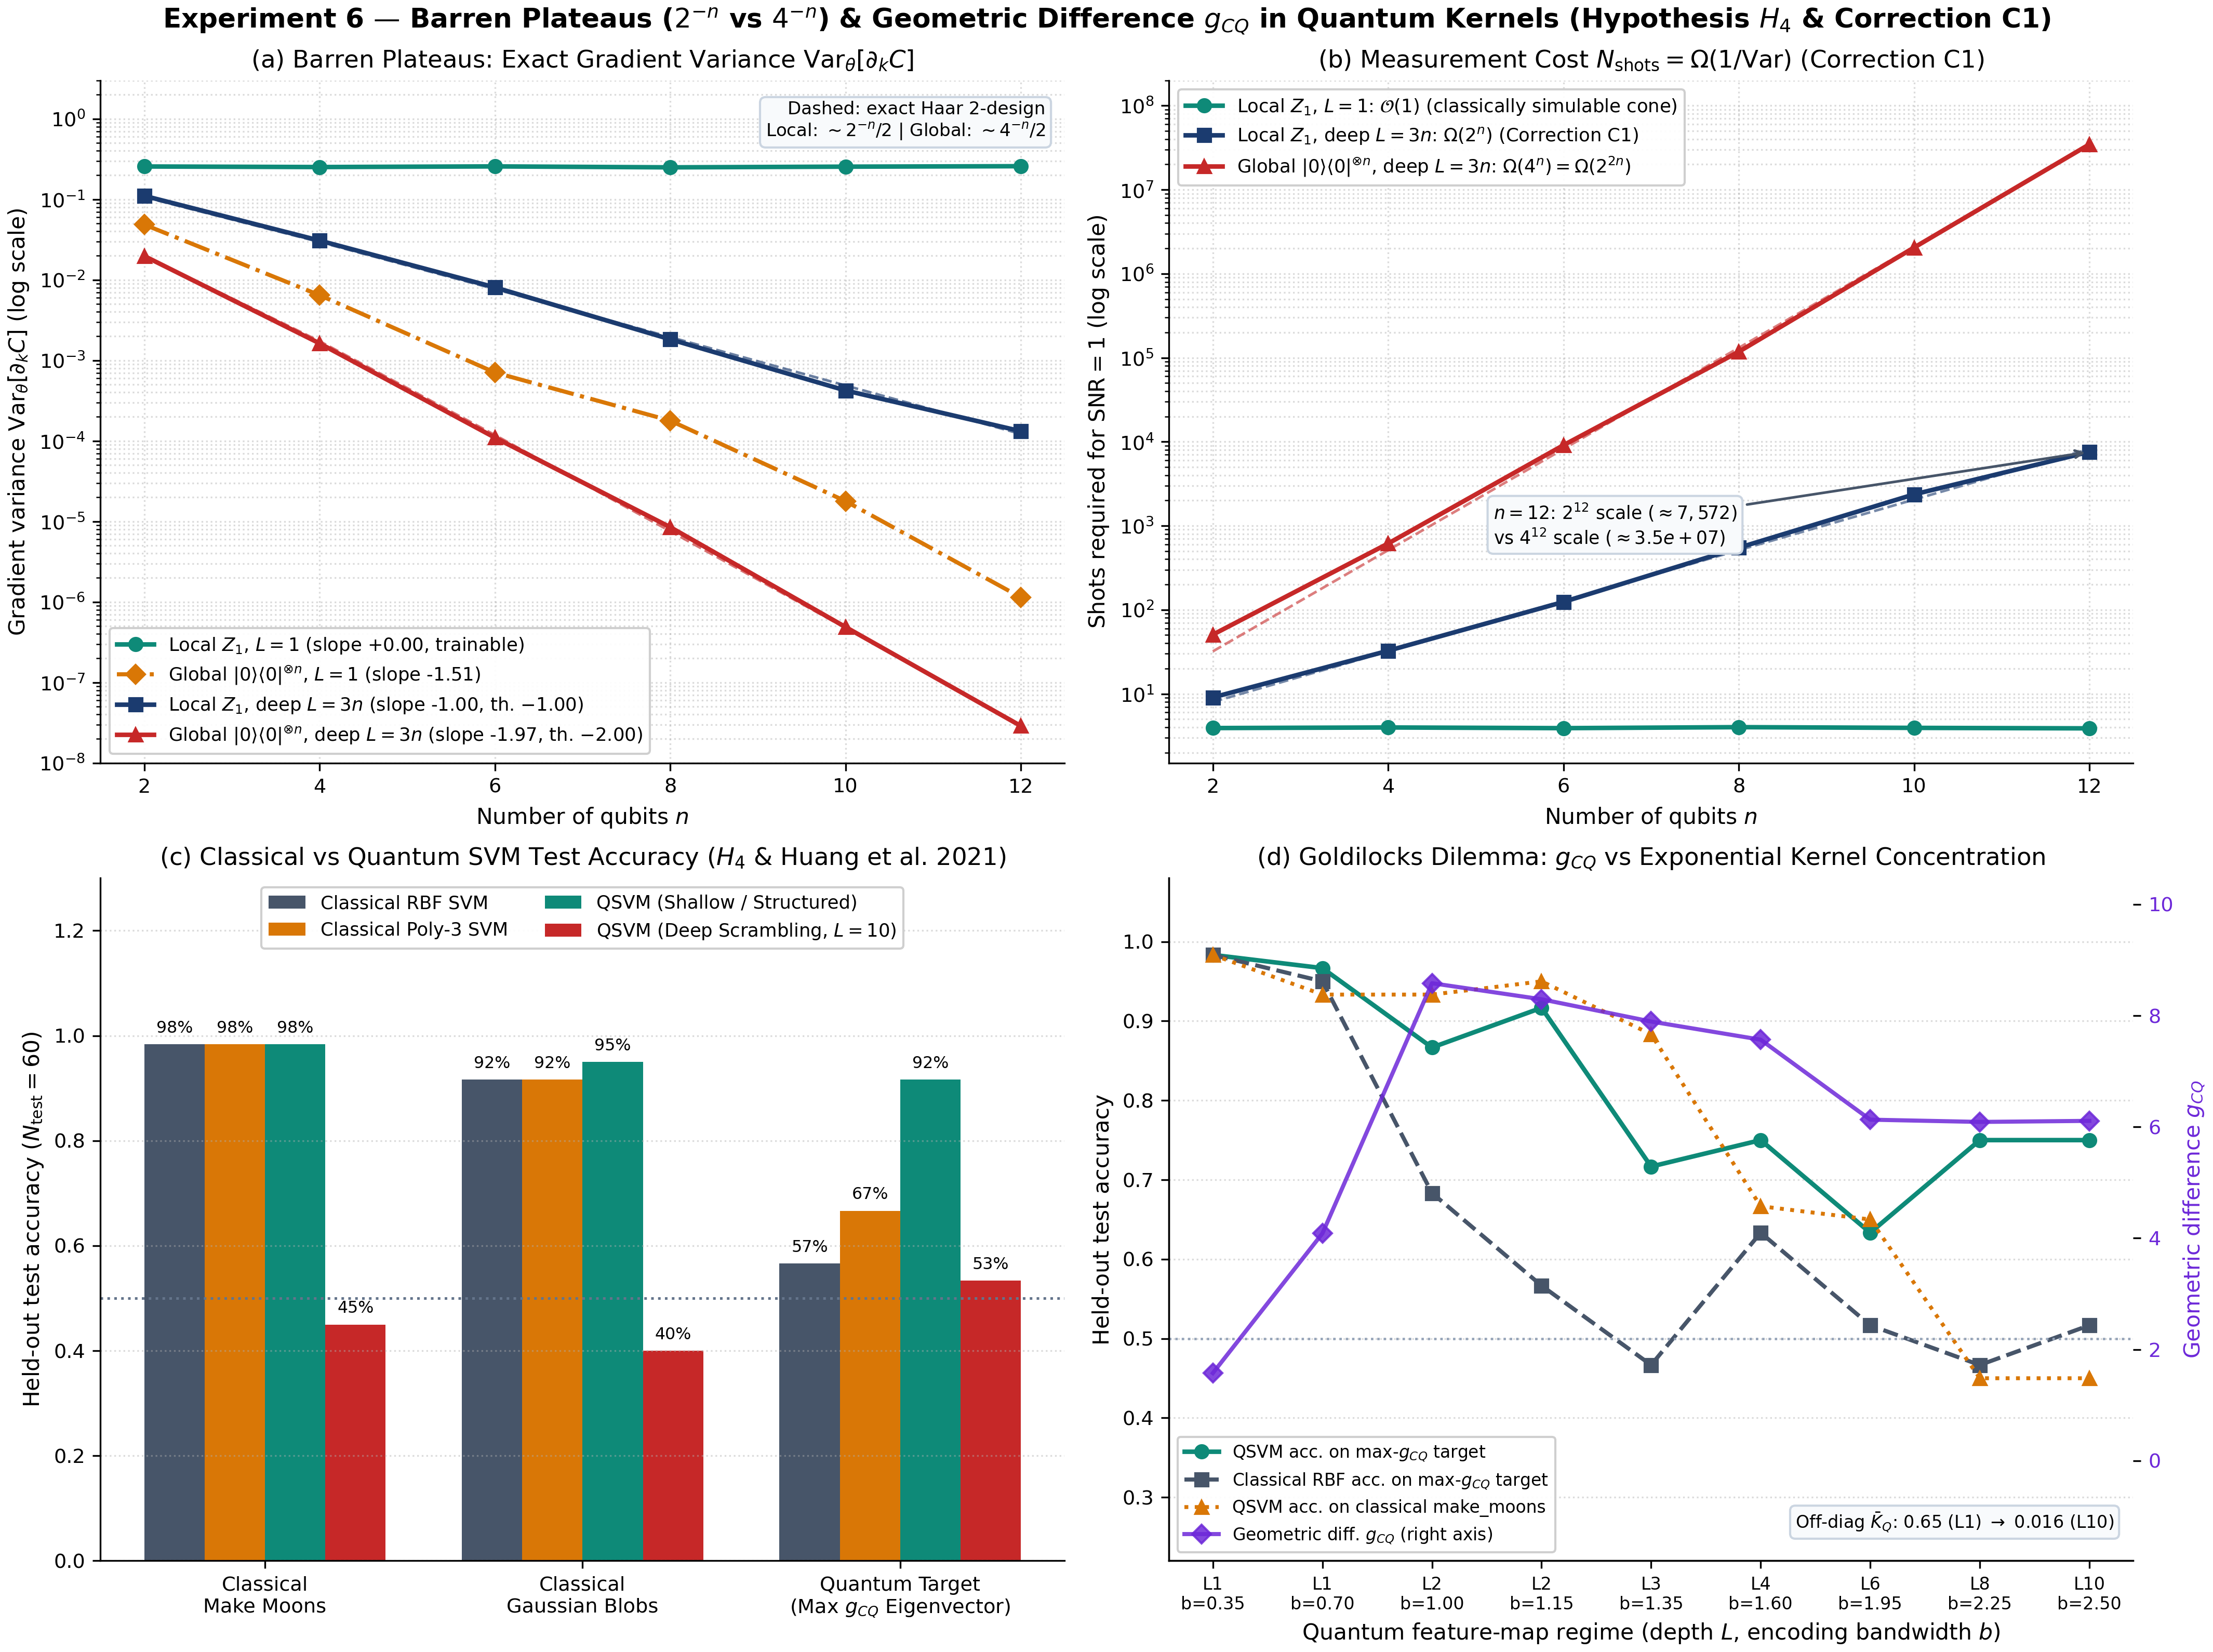 Experiment 6 — Barren Plateaus (2⁻ⁿ vs 4⁻ⁿ) & Geometric Difference g_CQ in Quantum Kernels (Hypothesis H₄ & Correction C1)
(a) Barren Plateaus: Exact Gradient Variance Var_θ[∂ₖC]
Gradient variance Var_θ[∂ₖC] (log scale)
10⁰
10⁻¹
10⁻²
10⁻³
10⁻⁴
10⁻⁵
10⁻⁶
10⁻⁷
10⁻⁸
Dashed: exact Haar 2-design
Local: ~2⁻ⁿ/2 | Global: ~4⁻ⁿ/2
Local Z₁, L = 1 (slope +0.00, trainable)
Global |0⟩⟨0|^⊗n, L = 1 (slope -1.51)
Local Z₁, deep L = 3n (slope -1.00, th. −1.00)
Global |0⟩⟨0|^⊗n, deep L = 3n (slope -1.97, th. −2.00)
2 4 6 8 10 12
Number of qubits n
(b) Measurement Cost N_shots = Ω(1/Var) (Correction C1)
Shots required for SNR = 1 (log scale)
10⁸
10⁷
10⁶
10⁵
10⁴
10³
10²
10¹
Local Z₁, L = 1: 𝒪(1) (classically simulable cone)
Local Z₁, deep L = 3n: Ω(2ⁿ) (Correction C1)
Global |0⟩⟨0|^⊗n, deep L = 3n: Ω(4ⁿ) = Ω(2²ⁿ)
n = 12: 2¹² scale (≈ 7, 572)
vs 4¹² scale (≈ 3.5e + 07)
2 4 6 8 10 12
Number of qubits n
(c) Classical vs Quantum SVM Test Accuracy (H₄ & Huang et al. 2021)
Held-out test accuracy (N_test = 60)
1.2
1.0
0.8
0.6
0.4
0.2
0.0
Classical RBF SVM
Classical Poly-3 SVM
QSVM (Shallow / Structured)
QSVM (Deep Scrambling, L = 10)
98% 98% 98% 45%
92% 92% 95% 40%
57% 67% 92% 53%
Classical
Make Moons
Classical
Gaussian Blobs
Quantum Target
(Max g_CQ Eigenvector)
(d) Goldilocks Dilemma: g_CQ vs Exponential Kernel Concentration
Held-out test accuracy
1.0
0.9
0.8
0.7
0.6
0.5
0.4
0.3
10
8
6
4
2
0
Geometric difference g_CQ
QSVM acc. on max-g_CQ target
Classical RBF acc. on max-g_CQ target
QSVM acc. on classical make_moons
Geometric diff. g_CQ (right axis)
Off-diag K̄_Q: 0.65 (L1) → 0.016 (L10)
L1 L1 L2 L2 L3 L4 L6 L8 L10
b=0.35 b=0.70 b=1.00 b=1.15 b=1.35 b=1.60 b=1.95 b=2.25 b=2.50
Quantum feature-map regime (depth L, encoding bandwidth b)